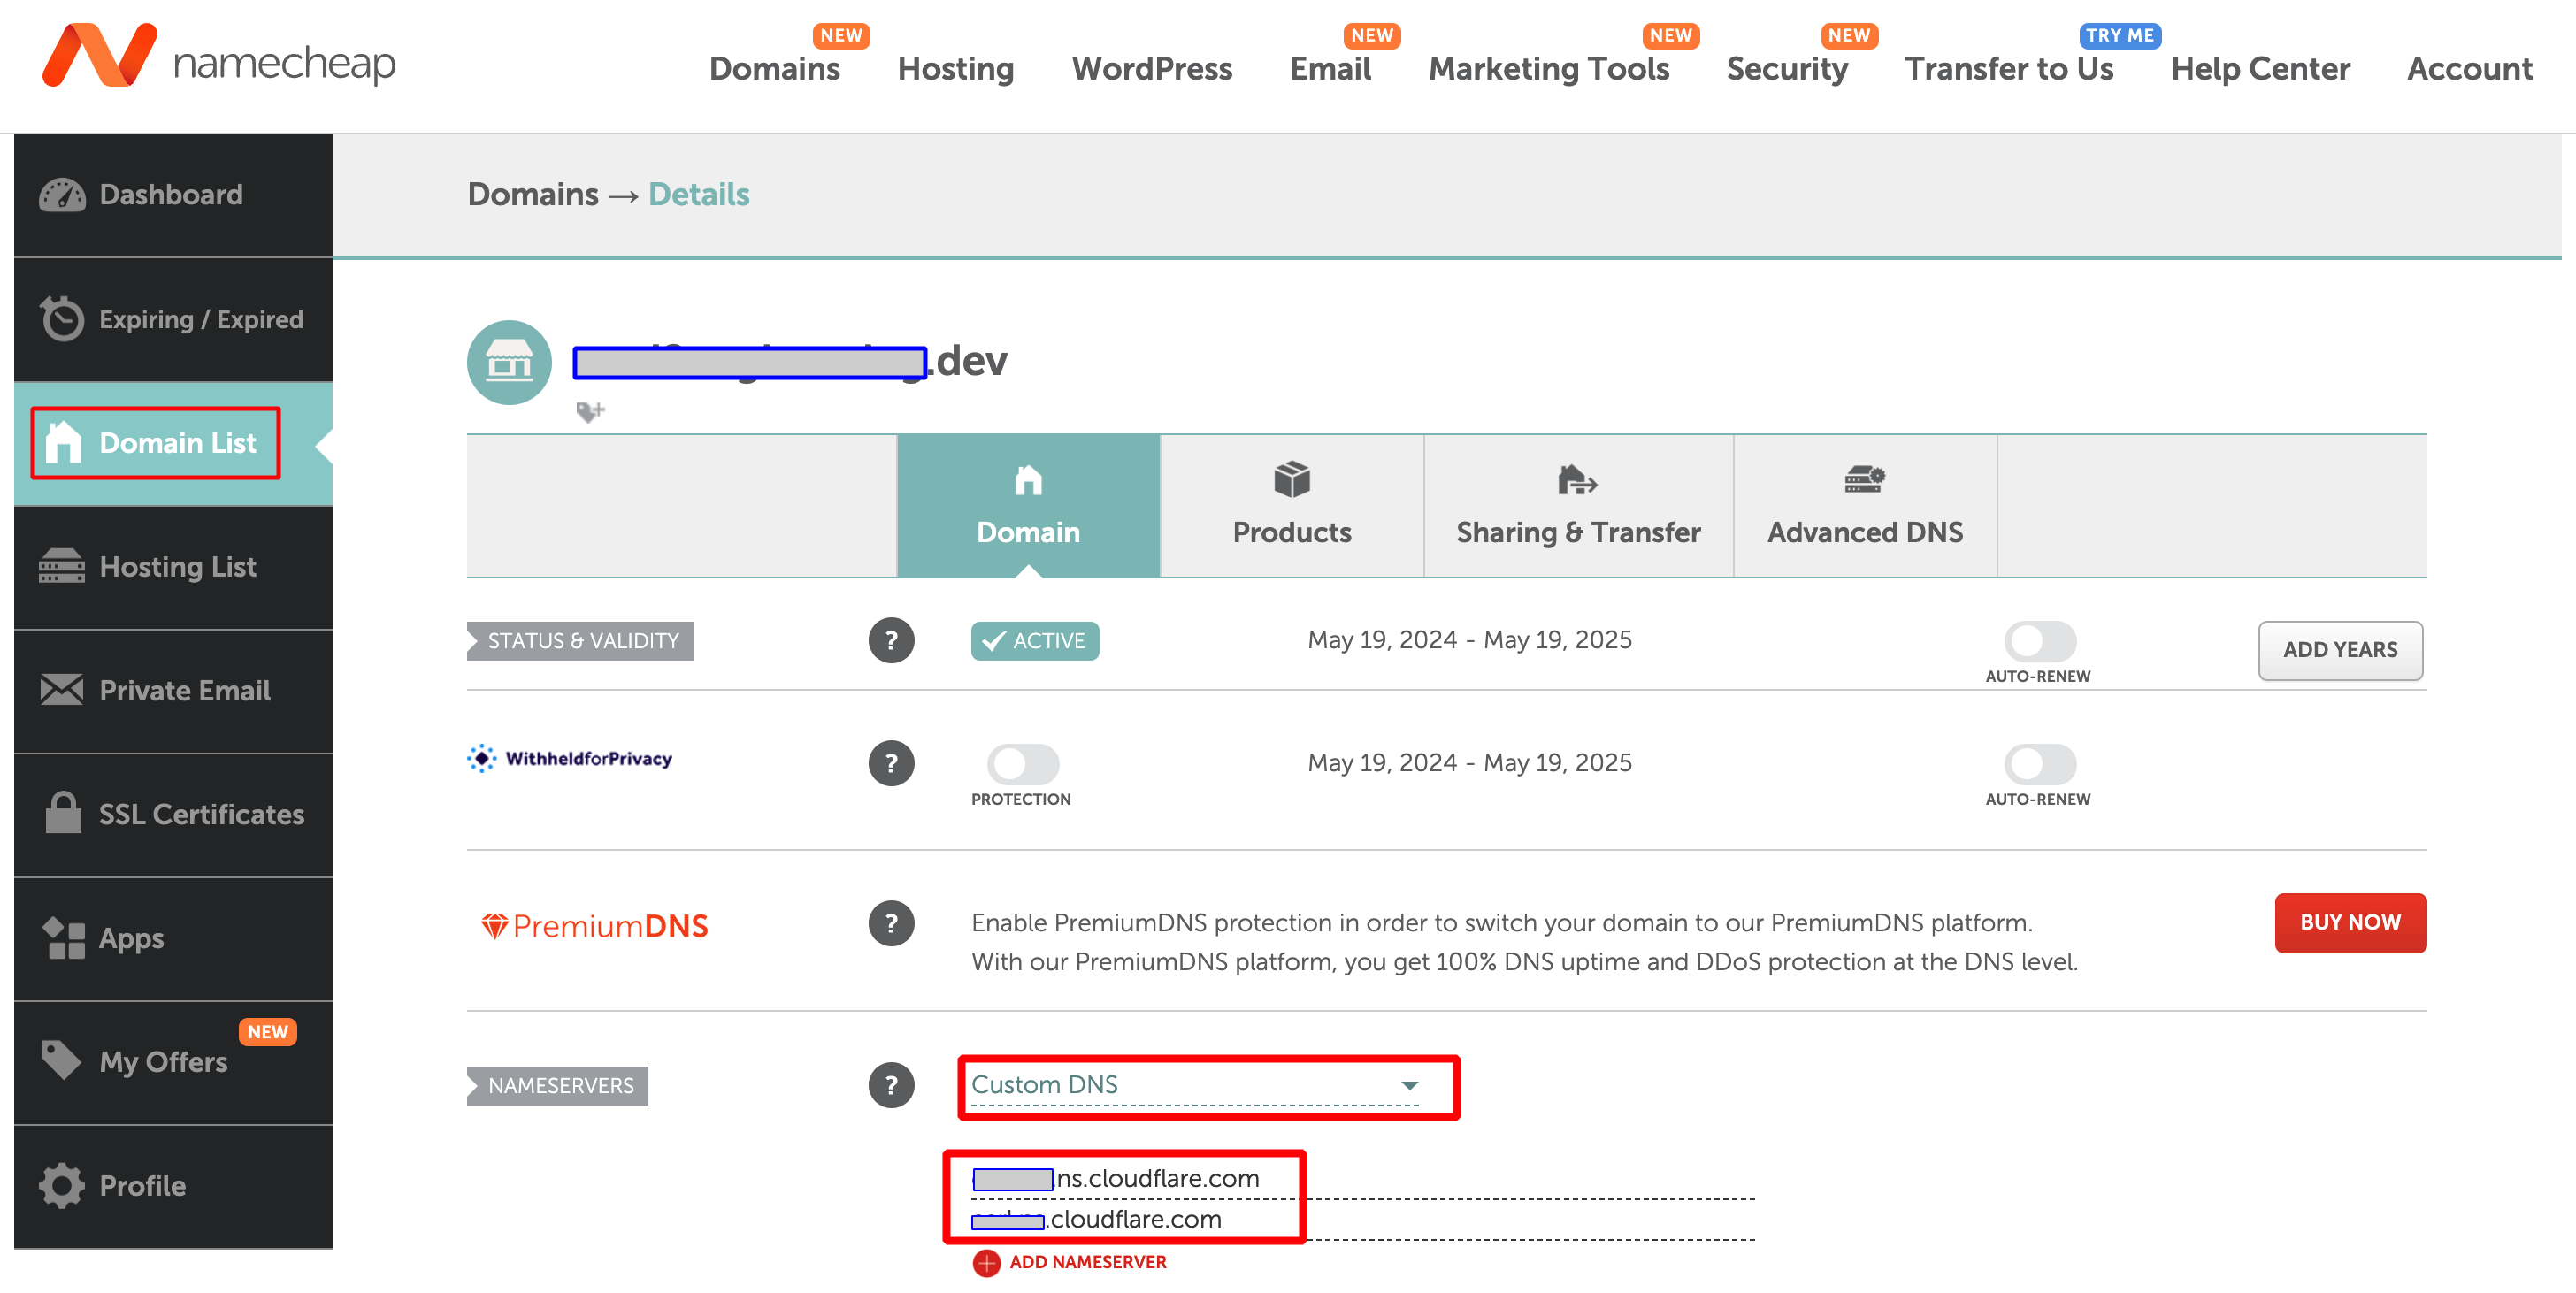 namecheap
NEW NEW NEW NEW TRY ME
Domains Hosting WordPress Email Marketing Tools Security Transfer to Us Help Center Account
Dashboard
Expiring / Expired
Domain List
Hosting List
Private Email
SSL Certificates
Apps
NEW
My Offers
Profile
Domains → Details
.dev
Domain Products Sharing & Transfer Advanced DNS
STATUS & VALIDITY ? ACTIVE May 19, 2024 - May 19, 2025 AUTO-RENEW ADD YEARS
WithheldforPrivacy ? PROTECTION May 19, 2024 - May 19, 2025 AUTO-RENEW
PremiumDNS ? Enable PremiumDNS protection in order to switch your domain to our PremiumDNS platform. BUY NOW
With our PremiumDNS platform, you get 100% DNS uptime and DDoS protection at the DNS level.
NAMESERVERS ? Custom DNS
.ns.cloudflare.com
.cloudflare.com
ADD NAMESERVER